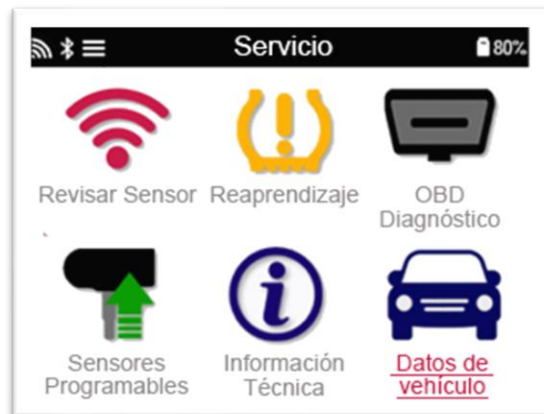 Servicio
80%
Revisar Sensor
Reaprendizaje
OBD
Diagnóstico
Sensores
Programables
Información
Técnica
Datos de
vehículo